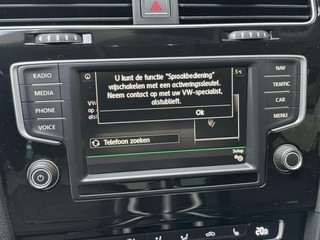 RADIO
MEDIA
PHONE
VOICE
U kunt de functie "Spraakbediening"
vrijschakelen met een activeringssleutel.
Neem contact op met uw VW-specialist,
alstublieft.
Ok
Telefoon zoeken
Setup
NAV
TRAFFIC
CAR
MENU